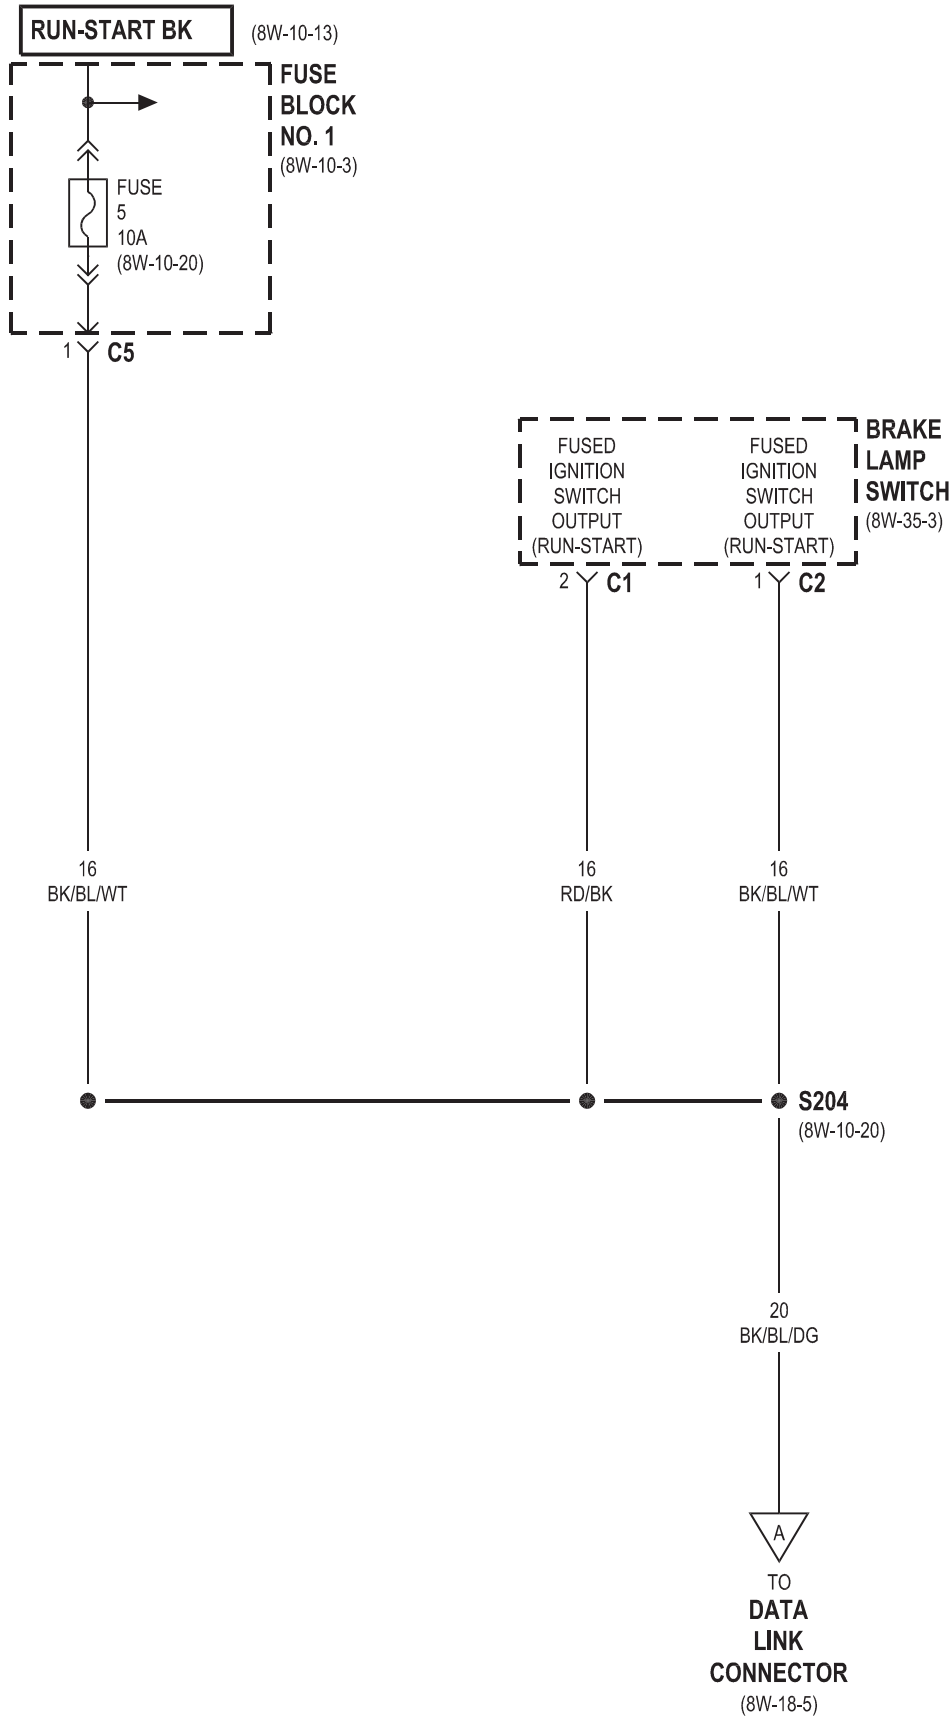 RUN-START BK (8W-10-13)
FUSE
BLOCK
NO. 1
(8W-10-3)
FUSE
5
10A
(8W-10-20)
1 C5
BRAKE
LAMP
SWITCH
(8W-35-3)
FUSED
IGNITION
SWITCH
OUTPUT
(RUN-START)
FUSED
IGNITION
SWITCH
OUTPUT
(RUN-START)
2 C1
1 C2
16
BK/BL/WT
16
RD/BK
16
BK/BL/WT
S204
(8W-10-20)
20
BK/BL/DG
A
TO
DATA
LINK
CONNECTOR
(8W-18-5)